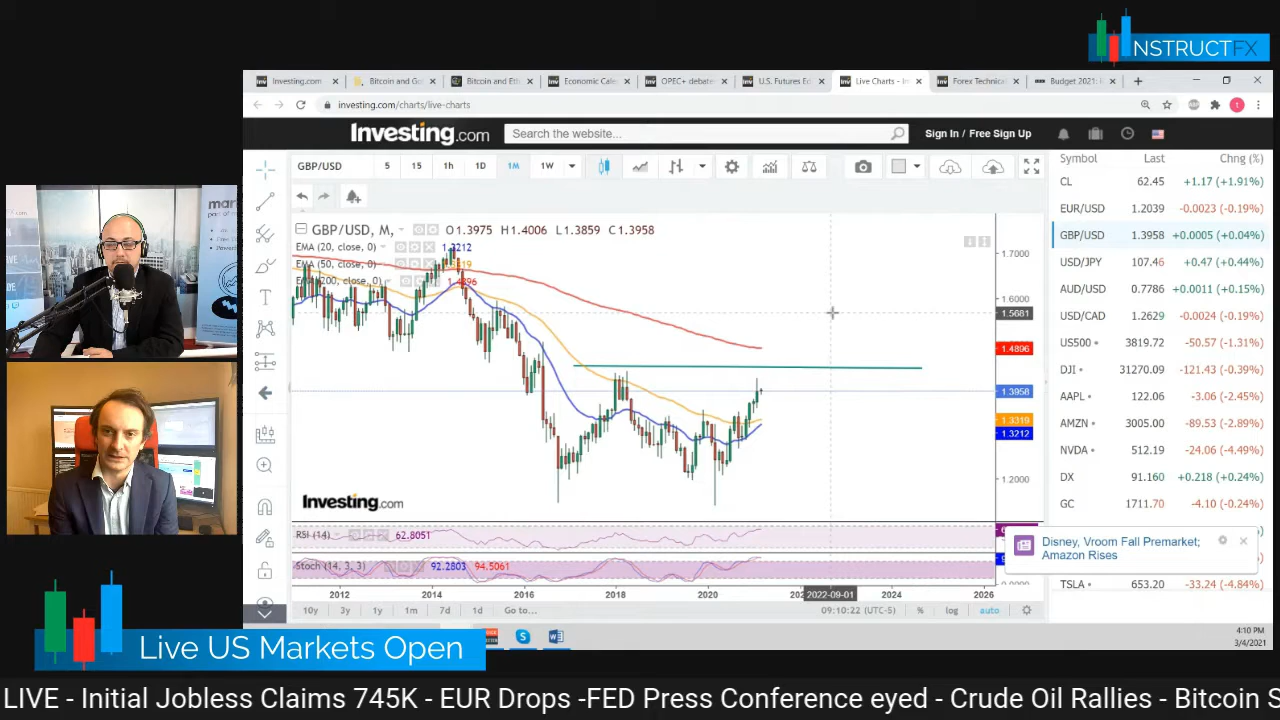 NSTRUCTFX
Investing.com
Bitcoin and Go
Bitcoin and Eth
Economic Cale
OPEC+ debate
U.S. Futures Ed
Live Charts - In
Forex Technica
Budget 2021:
investing.com/charts/live-charts
Investing.com
Search the website...
Sign In / Free Sign Up
GBP/USD 5 15 1h 1D 1M 1W
GBP/USD, M, O1.3975 H1.4006 L1.3859 C1.3958
EMA (20, close, 0) 1.3212
EMA (50, close, 0)
EMA (200, close, 0) 1.4896
1.7000
1.6000
1.5681
1.4896
1.3958
1.3319
1.3212
1.2000
Investing.com
RSI (14) 62.8051
Stoch (14, 3, 3) 92.2803 94.5061
2012 2014 2016 2018 2020 2022-09-01 2024 2026
10y 3y 1y 1m 7d 1d Go to...
09:10:22 (UTC-5) % log auto
Symbol Last Chng (%)
CL 62.45 +1.17 (+1.91%)
EUR/USD 1.2039 -0.0023 (-0.19%)
GBP/USD 1.3958 +0.0005 (+0.04%)
USD/JPY 107.46 +0.47 (+0.44%)
AUD/USD 0.7786 +0.0011 (+0.15%)
USD/CAD 1.2629 -0.0024 (-0.19%)
US500 3819.72 -50.57 (-1.31%)
DJI 31270.09 -121.43 (-0.39%)
AAPL 122.06 -3.06 (-2.45%)
AMZN 3005.00 -89.53 (-2.89%)
NVDA 512.19 -24.06 (-4.49%)
DX 91.160 +0.218 (+0.24%)
GC 1711.70 -4.10 (-0.24%)
Disney, Vroom Fall Premarket;
Amazon Rises
TSLA 653.20 -33.24 (-4.84%)
4:10 PM
3/4/2021
Live US Markets Open
LIVE - Initial Jobless Claims 745K - EUR Drops -FED Press Conference eyed - Crude Oil Rallies - Bitcoin S